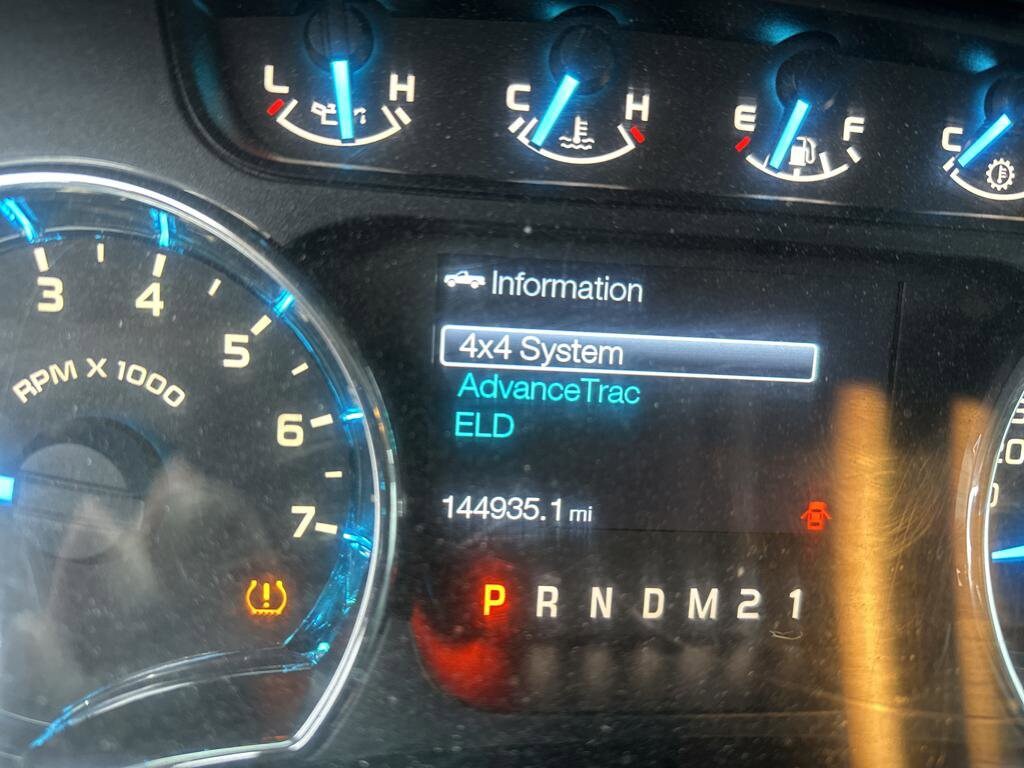 L H
C H
E F
C
Information
4x4 System
AdvanceTrac
ELD
144935.1 mi
P R N D M 2 1
3 4 5 6 7
RPM X 1000